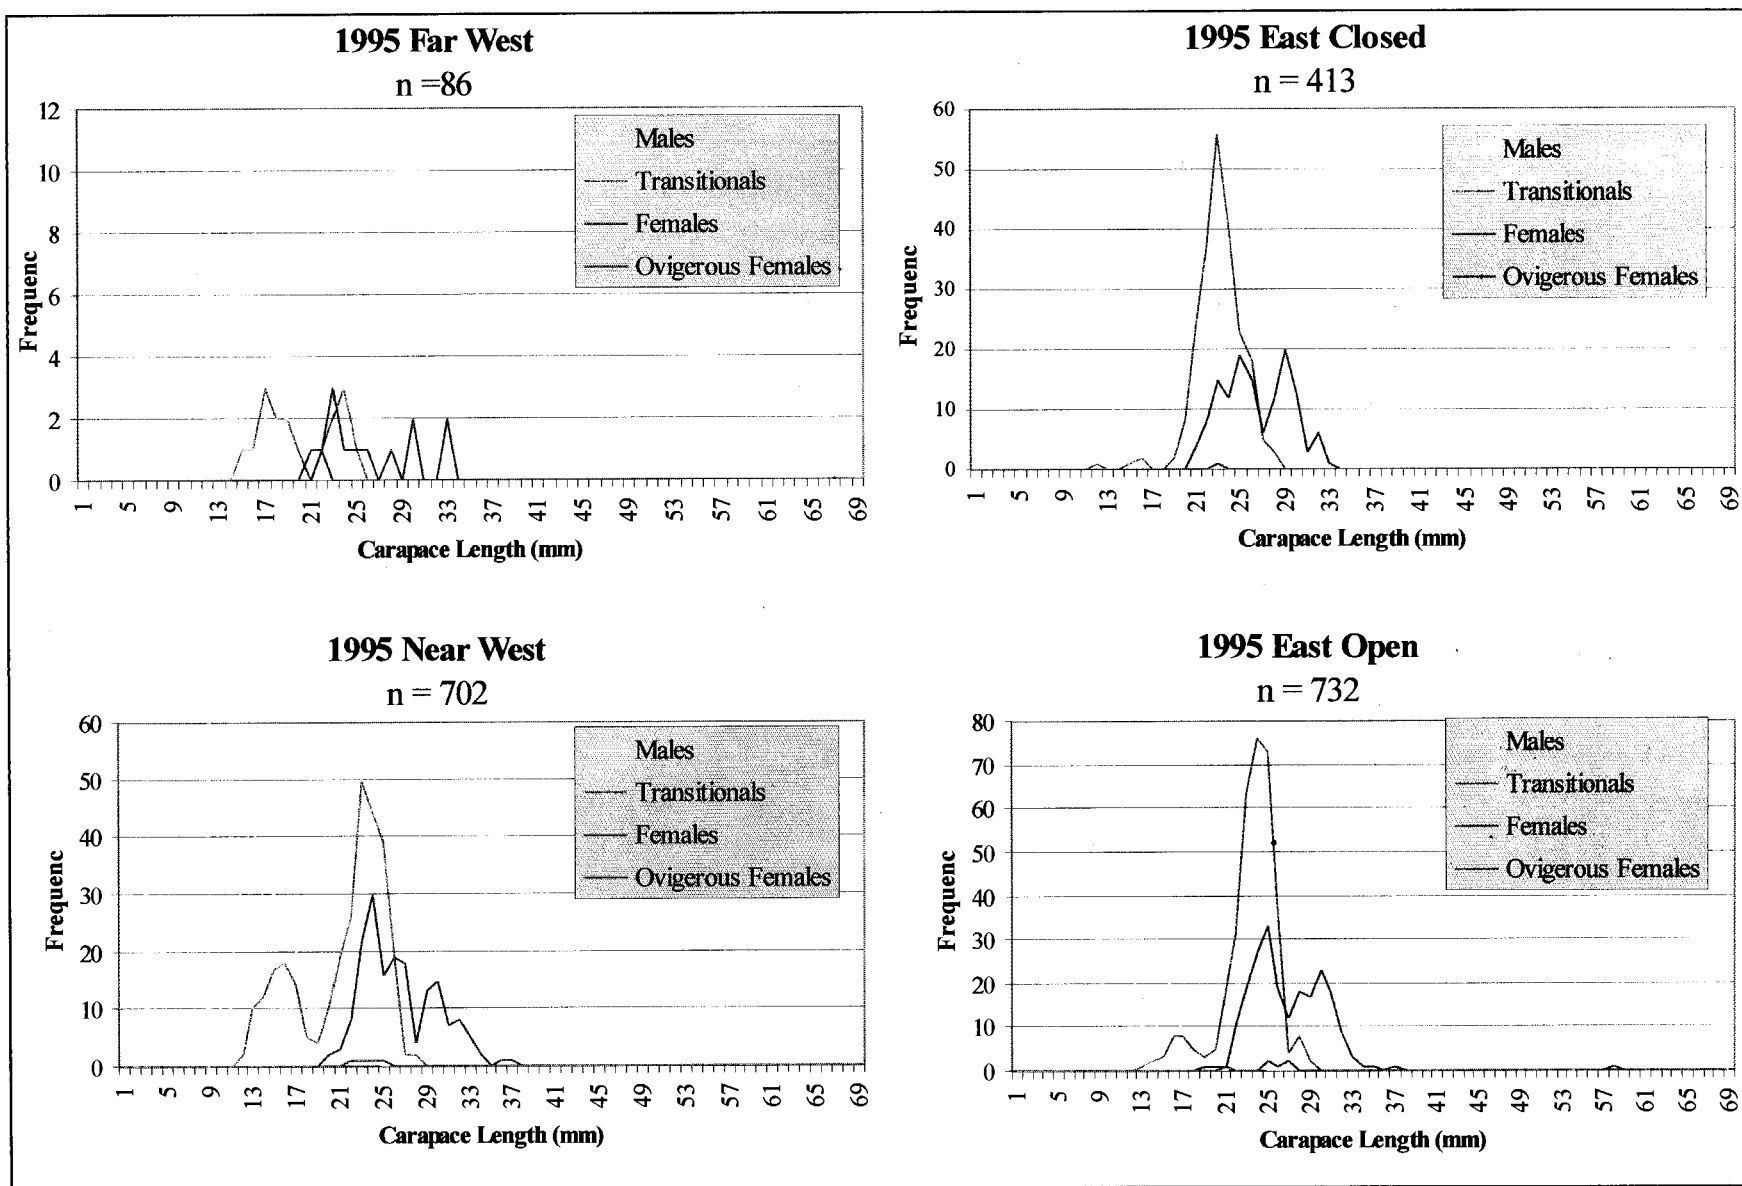 1995 Far West
n =86
12
10
8
6
4
2
0
Frequenc
Males
Transitionals
Females
Ovigerous Females
1 5 9 13 17 21 25 29 33 37 41 45 49 53 57 61 65 69
Carapace Length (mm)
1995 East Closed
n = 413
60
50
40
30
20
10
0
Frequenc
Males
Transitionals
Females
Ovigerous Females
1 5 9 13 17 21 25 29 33 37 41 45 49 53 57 61 65 69
Carapace Length (mm)
1995 Near West
n = 702
60
50
40
30
20
10
0
Frequenc
Males
Transitionals
Females
Ovigerous Females
1 5 9 13 17 21 25 29 33 37 41 45 49 53 57 61 65 69
Carapace Length (mm)
1995 East Open
n = 732
80
70
60
50
40
30
20
10
0
Frequenc
Males
Transitionals
Females
Ovigerous Females
1 5 9 13 17 21 25 29 33 37 41 45 49 53 57 61 65 69
Carapace Length (mm)